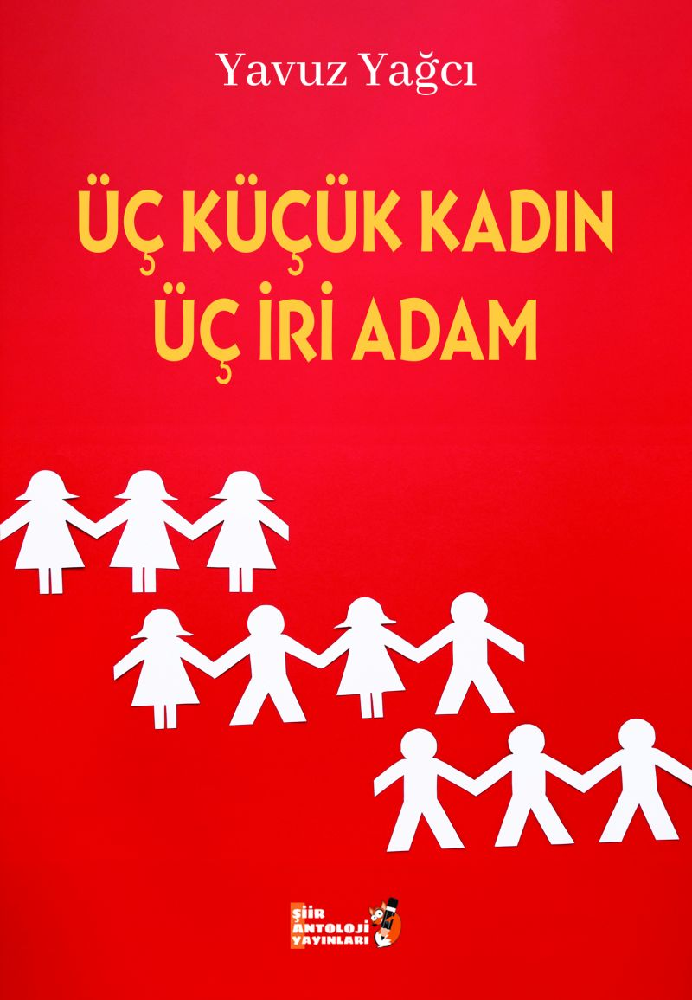 Yavuz Yağcı
ÜÇ KÜÇÜK KADIN
ÜÇ İRİ ADAM
ŞİİR
ANTOLOJİ
YAYINLARI